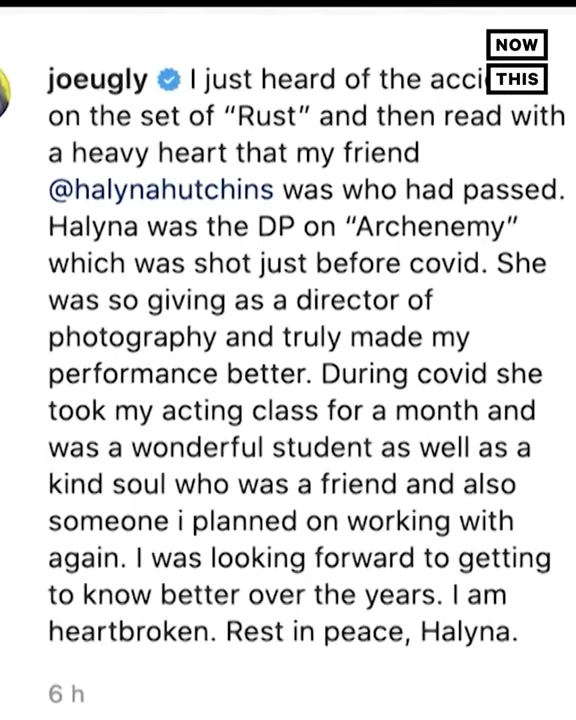 NOW
THIS
joeugly I just heard of the acci
on the set of “Rust” and then read with
a heavy heart that my friend
@halynahutchins was who had passed.
Halyna was the DP on “Archenemy”
which was shot just before covid. She
was so giving as a director of
photography and truly made my
performance better. During covid she
took my acting class for a month and
was a wonderful student as well as a
kind soul who was a friend and also
someone i planned on working with
again. I was looking forward to getting
to know better over the years. I am
heartbroken. Rest in peace, Halyna.
6 h